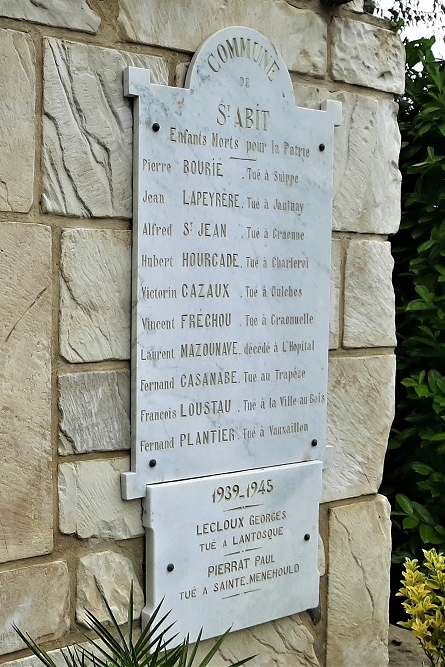 COMMUNE
DE
ST ABIT
Enfants Morts pour la Patrie
Pierre BOURIÉ . Tué à Suippe
Jean LAPEYRÈRE . Tué à Jaulnay
Alfred ST JEAN . Tué à Craonne
Hubert HOURCADE . Tué à Charleroi
Victorin CAZAUX . Tué à Oulches
Vincent FRÉCHOU . Tué à Craonnelle
Laurent MAZOUNAVE . décédé à L'Hôpital
Fernand CASANABE . Tué au Trapèze
François LOUSTAU . Tué à la Ville-au-Bois
Fernand PLANTIER . Tué à Vauxaillon
1939_1945
LECLOUX GEORGES
TUÉ A LANTOSQUE
PIERRAT PAUL
TUÉ A SAINTE.MENEHOULD